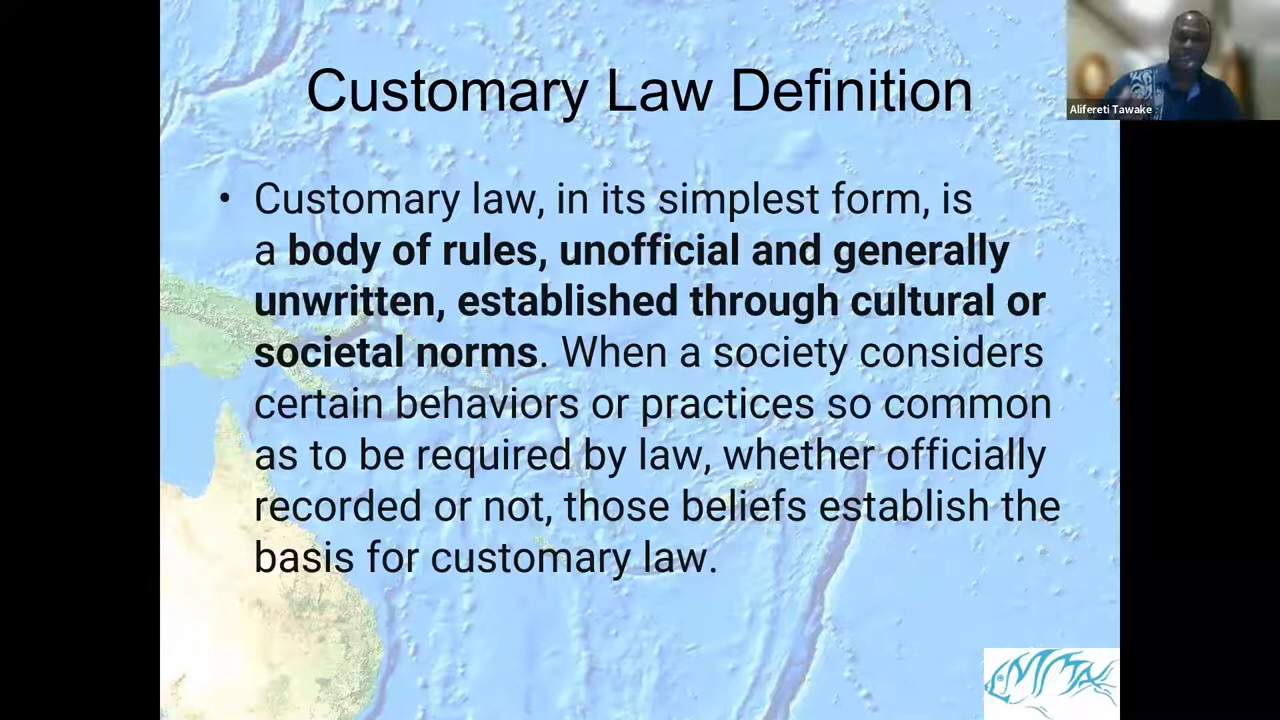 Customary Law Definition
Alifereti Tawake
• Customary law, in its simplest form, is
a body of rules, unofficial and generally
unwritten, established through cultural or
societal norms. When a society considers
certain behaviors or practices so common
as to be required by law, whether officially
recorded or not, those beliefs establish the
basis for customary law.
LMMA